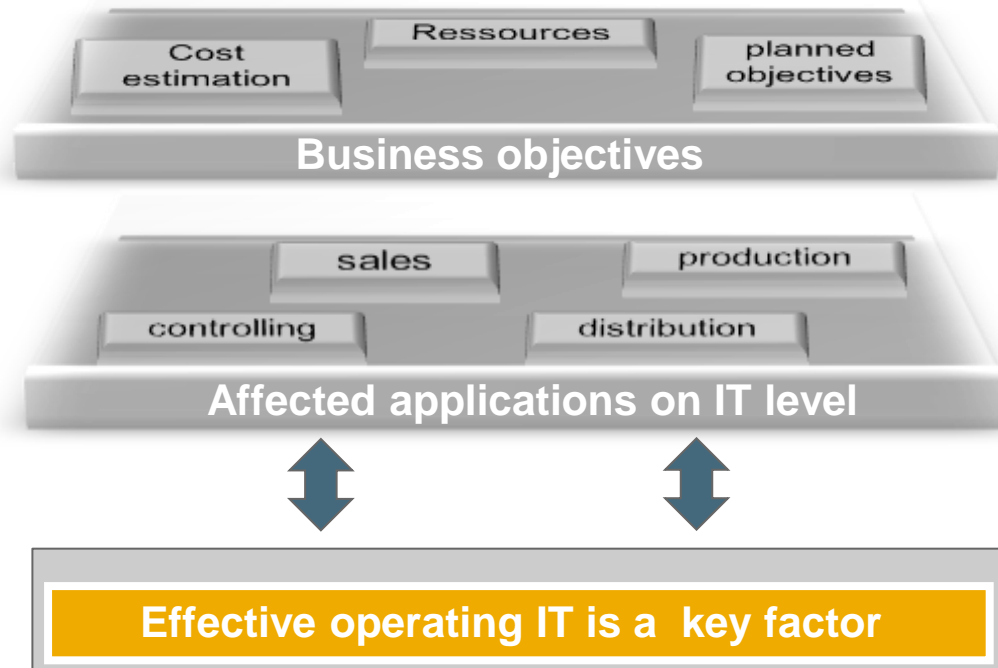 Ressources
Cost
estimation
planned
objectives
Business objectives
sales
production
controlling
distribution
Affected applications on IT level
Effective operating IT is a  key factor